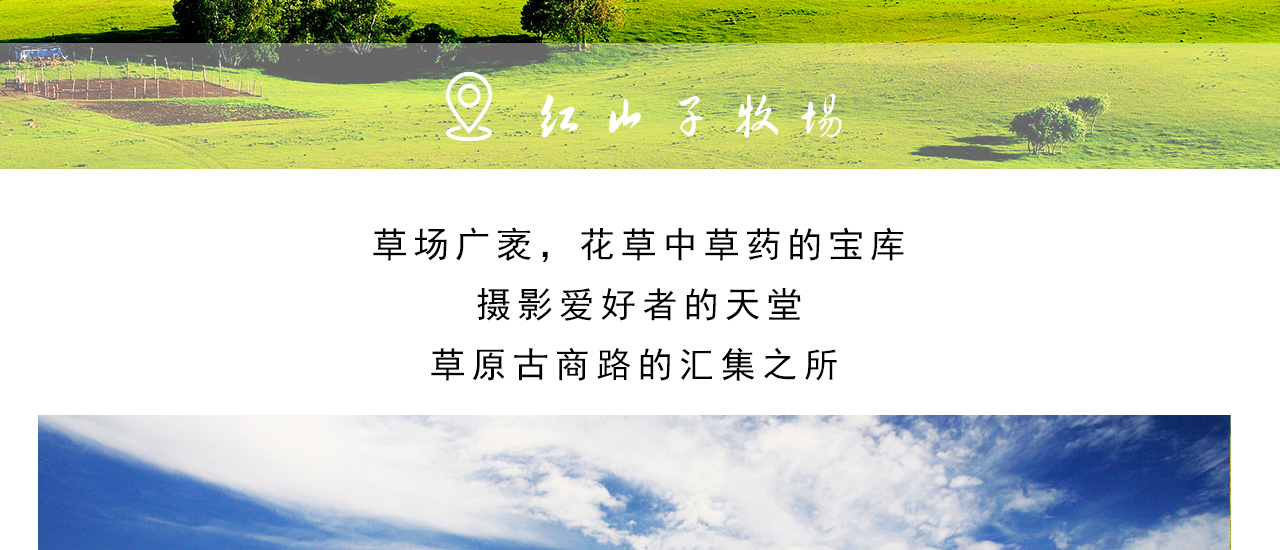 红山子牧場
草场广袤，花草中草药的宝库
摄影爱好者的天堂
草原古商路的汇集之所